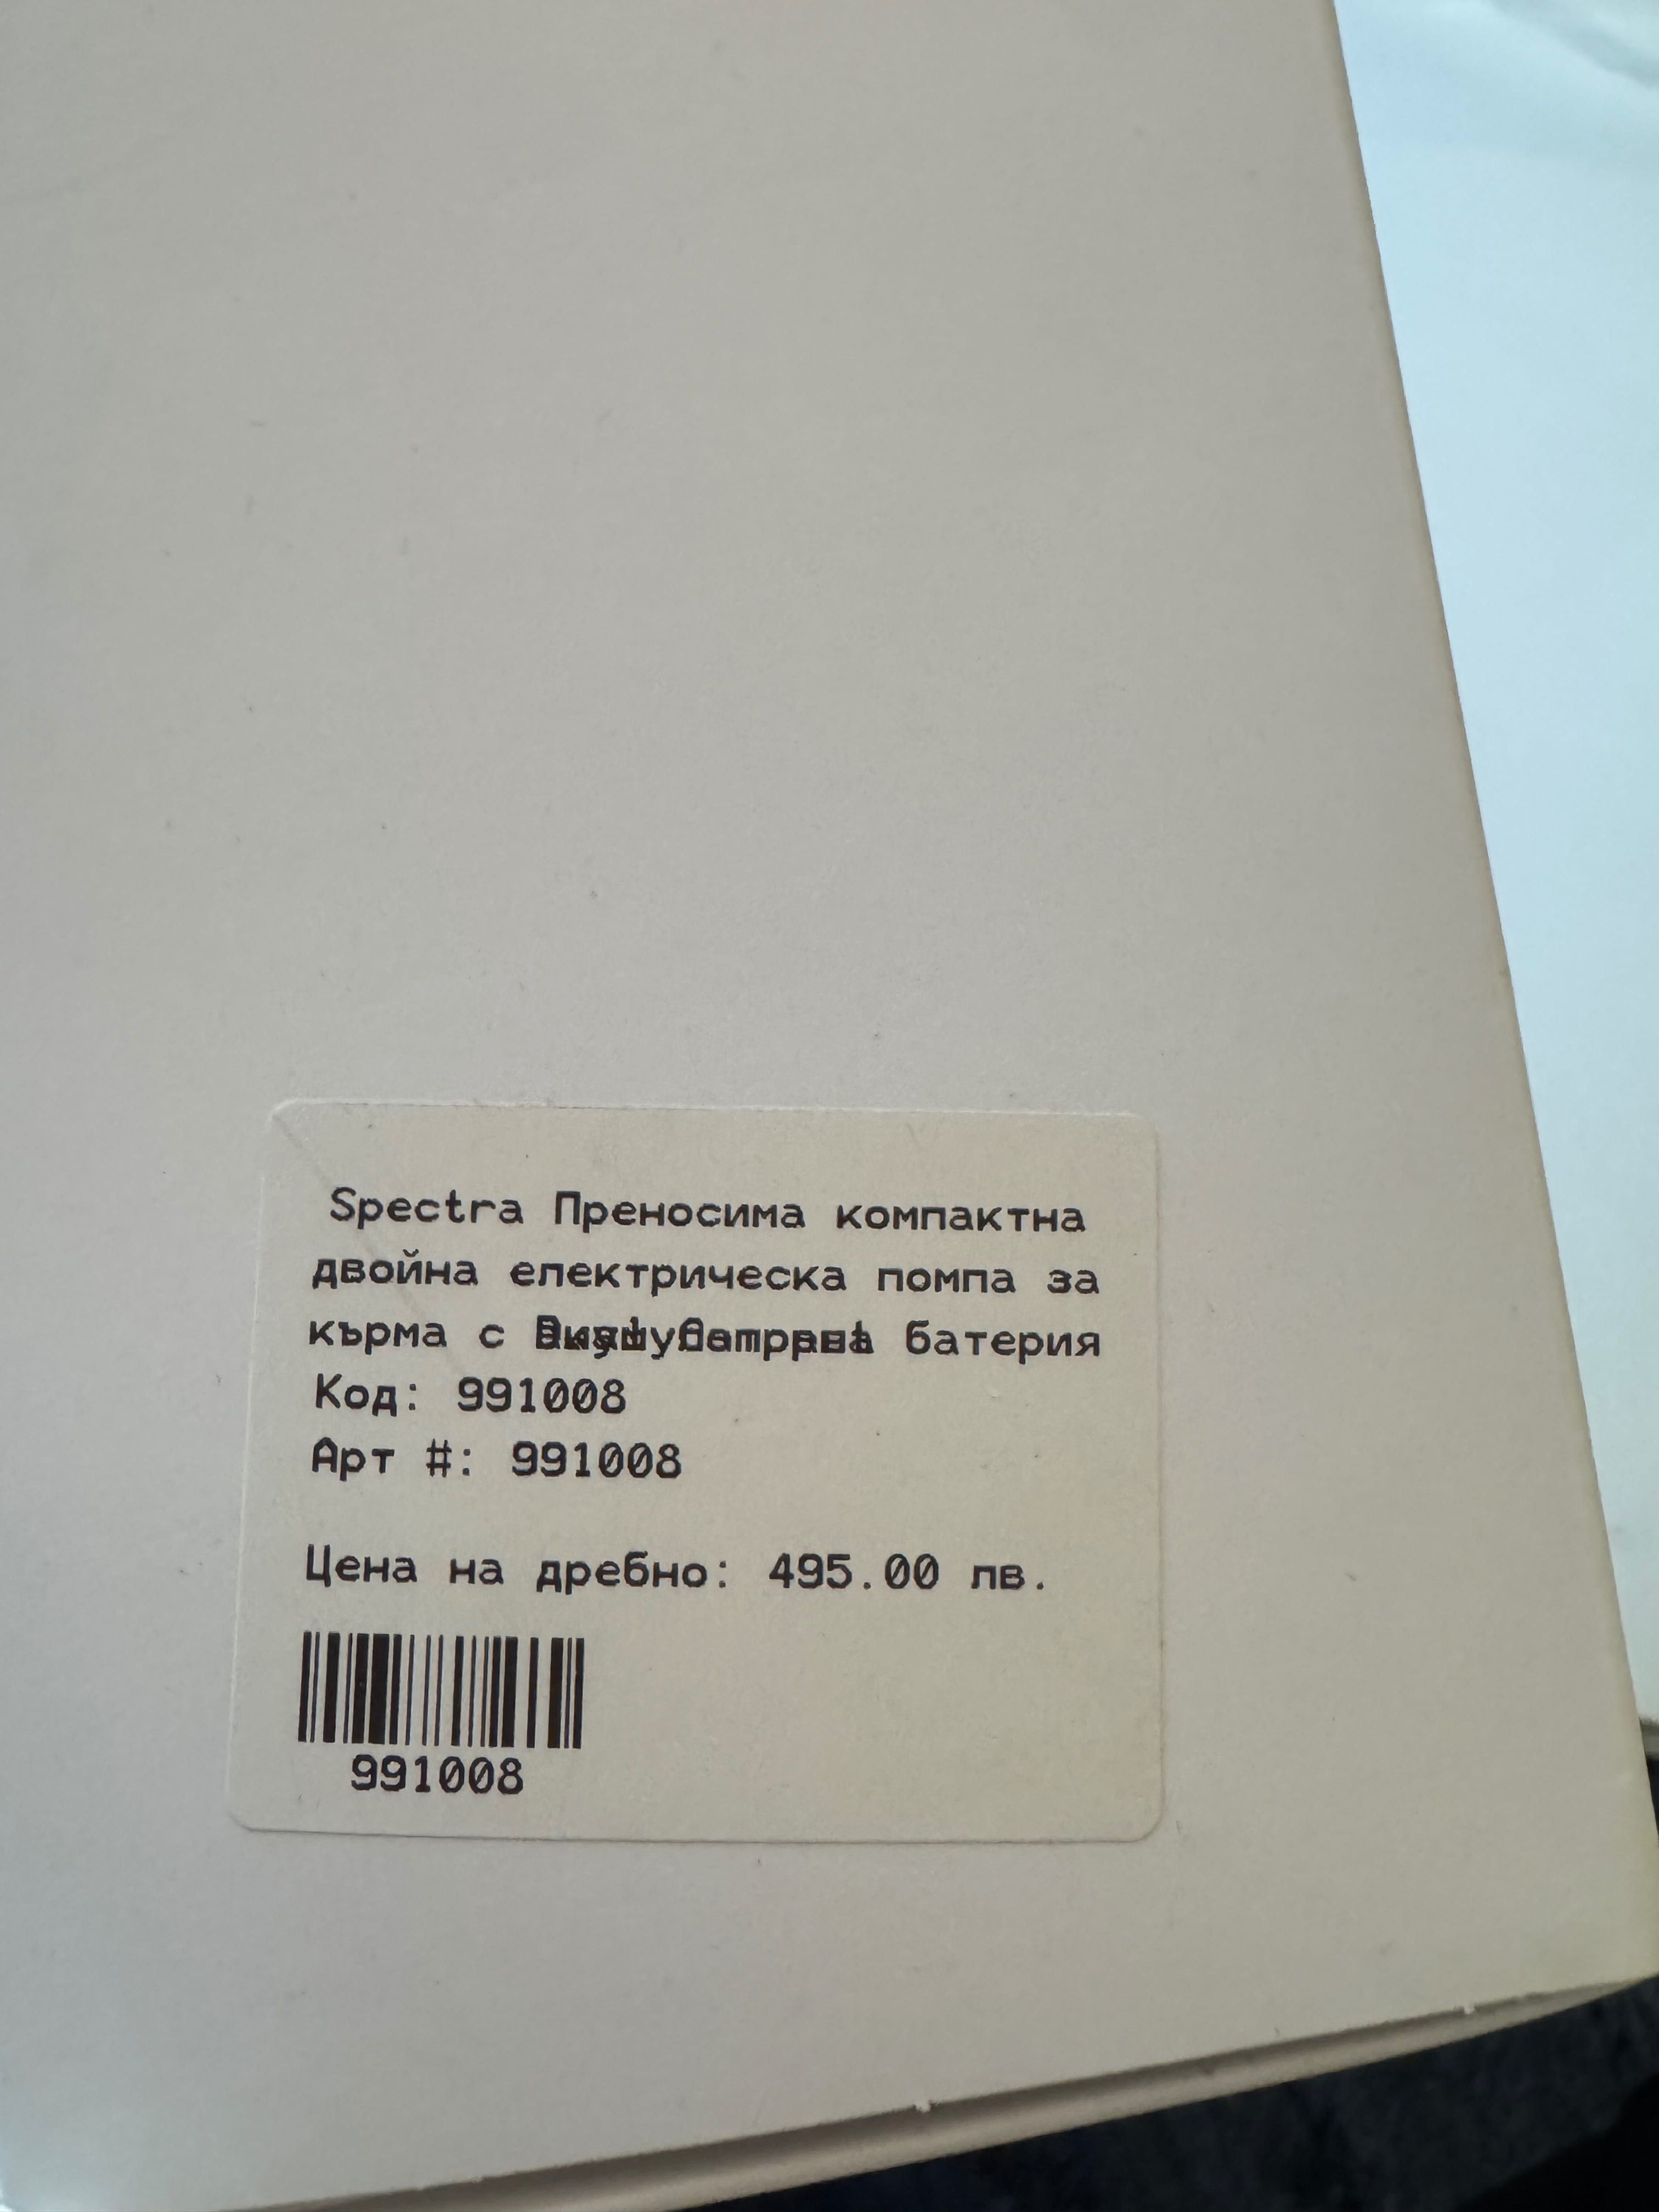 Spectra Преносима компактна
двойна електрическа помпа за
кърма с батерия
Код: 991008
Арт #: 991008
Цена на дребно: 495.00 лв.
991008